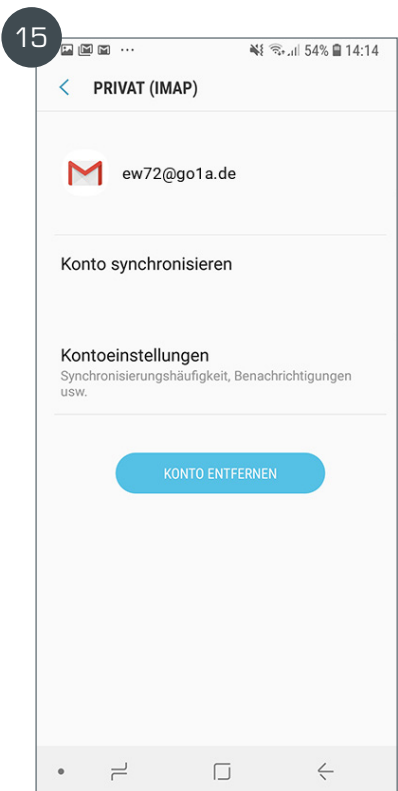 15
54% 14:14
PRIVAT (IMAP)
ew72@go1a.de
Konto synchronisieren
Kontoeinstellungen
Synchronisierungshäufigkeit, Benachrichtigungen
usw.
KONTO ENTFERNEN